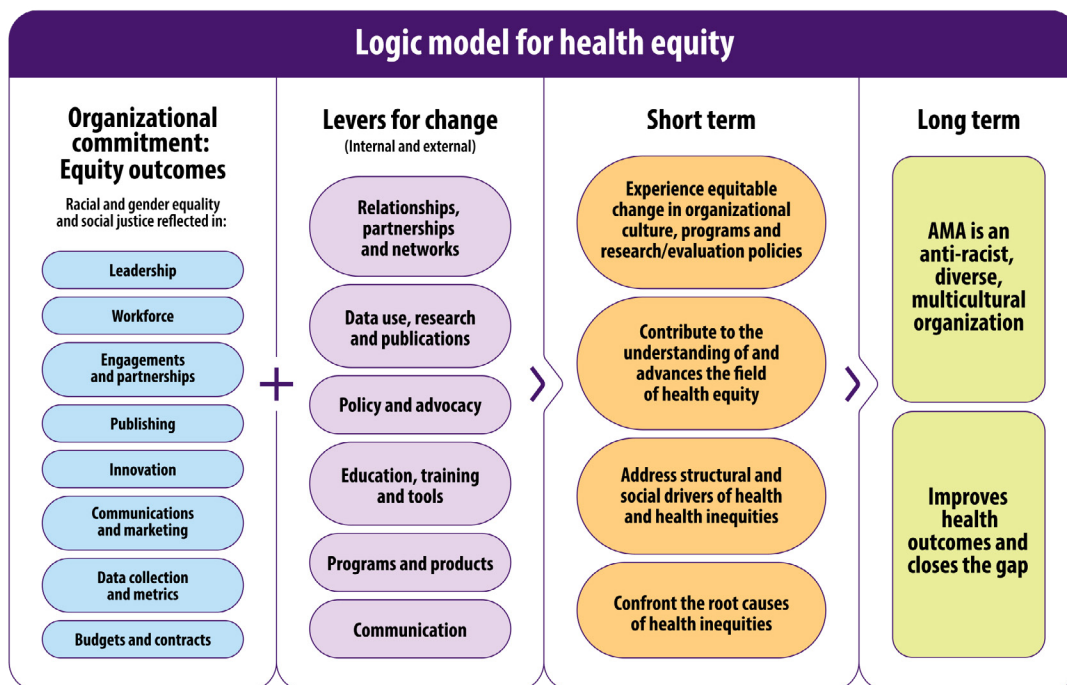 Logic model for health equity
Organizational
commitment:
Equity outcomes
Racial and gender equality
and social justice reflected in:
Leadership
Workforce
Engagements
and partnerships
Publishing
Innovation
Communications
and marketing
Data collection
and metrics
Budgets and contracts
+
Levers for change
(Internal and external)
Relationships,
partnerships
and networks
Data use, research
and publications
Policy and advocacy
Education, training
and tools
Programs and products
Communication
Short term
Experience equitable
change in organizational
culture, programs and
research/evaluation policies
Contribute to the
understanding of and
advances the field
of health equity
Address structural and
social drivers of health
and health inequities
Confront the root causes
of health inequities
Long term
AMA is an
anti-racist,
diverse,
multicultural
organization
Improves
health
outcomes and
closes the gap